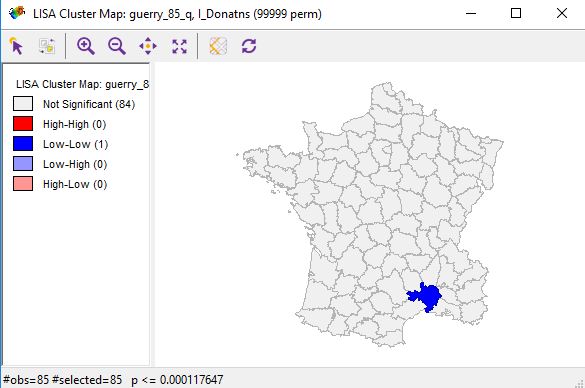 LISA Cluster Map: guerry_85_q, I_Donatns (99999 perm)
LISA Cluster Map: guerry_8
Not Significant (84)
High-High (0)
Low-Low (1)
Low-High (0)
High-Low (0)
#obs=85 #selected=85 p <= 0.000117647